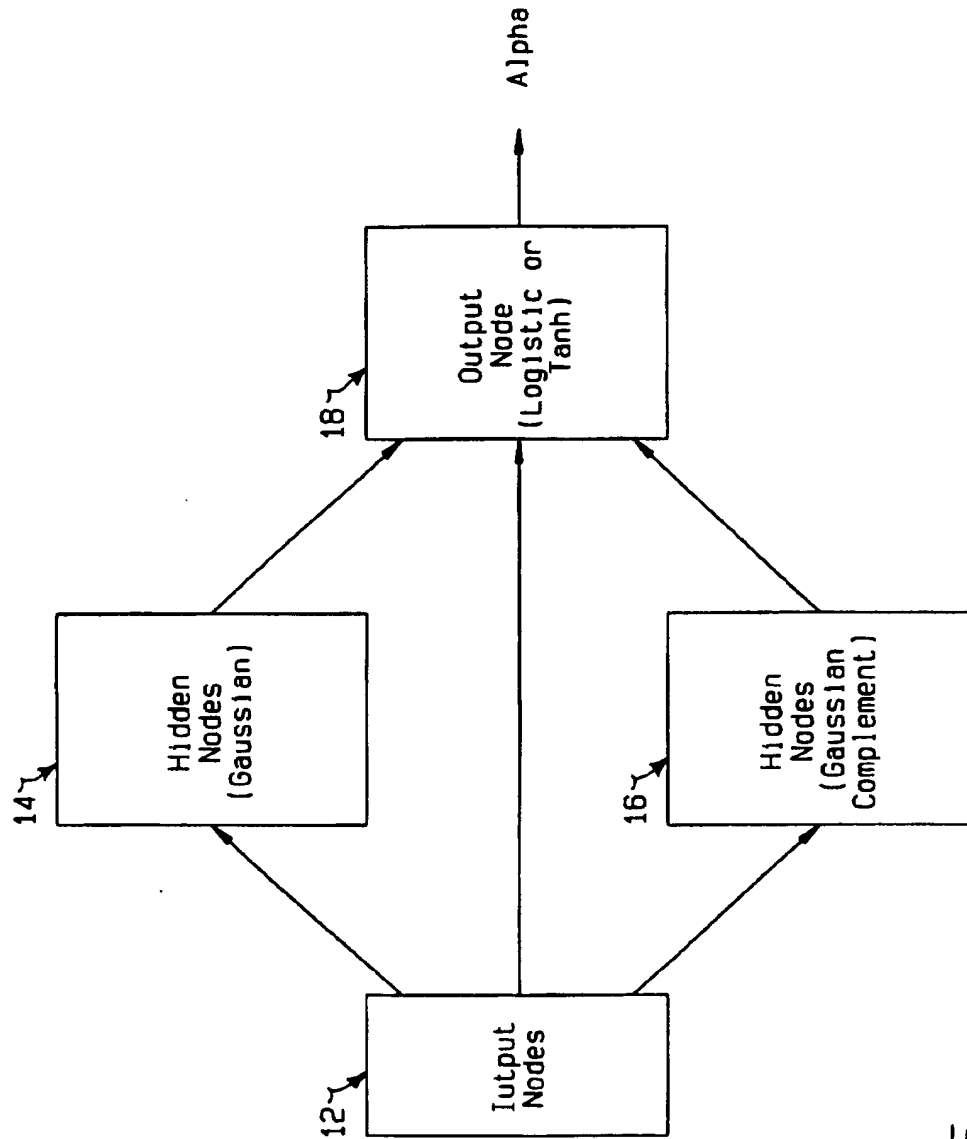 12
Iutput
Nodes
14
Hidden
Nodes
(Gaussian)
16
Hidden
Nodes
(Gaussian
Complement)
18
Output
Node
(Logistic or
Tanh)
Alpha